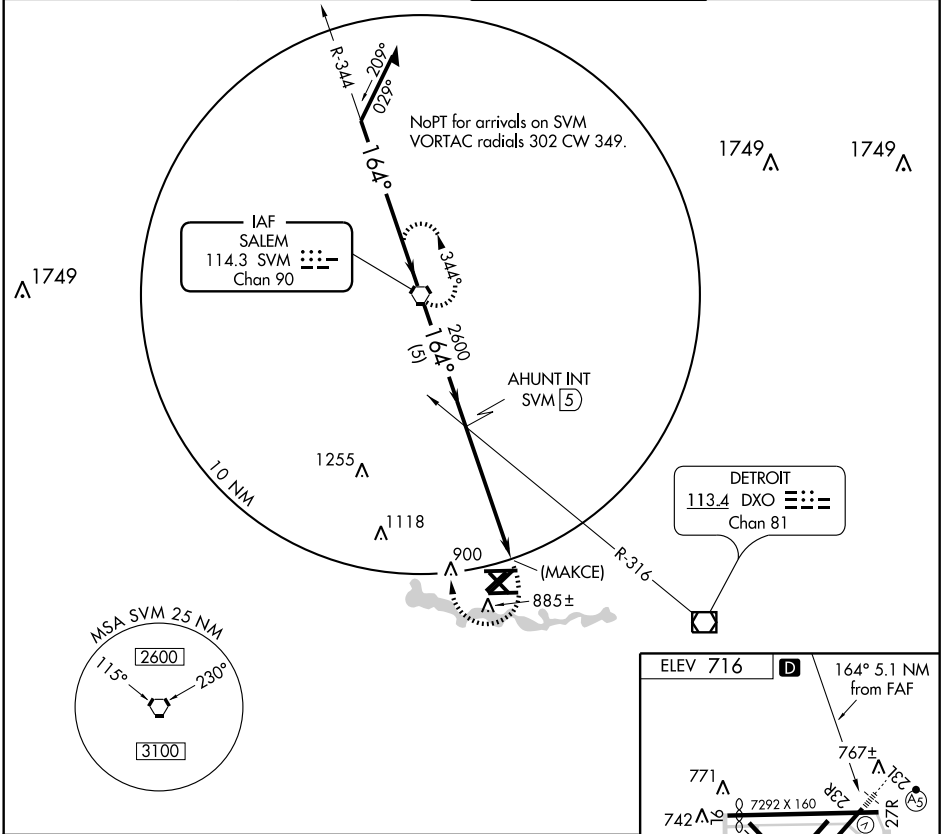 R-344
209°
029°
NoPT for arrivals on SVM
VORTAC radials 302 CW 349.
1749
1749
164°
IAF
SALEM
114.3 SVM
Chan 90
344°
1749
2600
164°
(5)
AHUNT INT
SVM 5
1255
10 NM
1118
DETROIT
113.4 DXO
Chan 81
900
(MAKCE)
R-316
885±
MSA SVM 25 NM
2600
115°
230°
3100
ELEV 716
D
164° 5.1 NM
from FAF
767±
771
23L
23R
A5
7292 X 160
742
16
27R
V